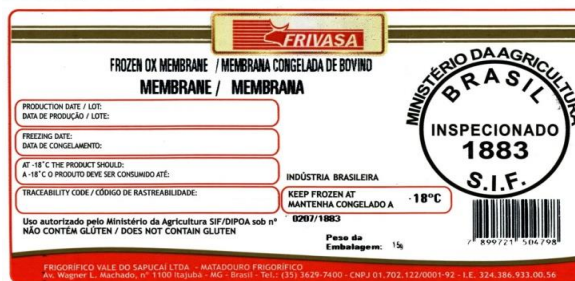 FRIVASA
FROZEN OX MEMBRANE / MEMBRANA CONGELADA DE BOVINO
MEMBRANE / MEMBRANA
PRODUCTION DATE / LOT:
DATA DE PRODUÇÃO / LOTE:
FREEZING DATE:
DATA DE CONGELAMENTO:
AT -18°C THE PRODUCT SHOULD:
A -18°C O PRODUTO DEVE SER CONSUMIDO ATÉ:
TRACEABILITY CODE / CÓDIGO DE RASTREABILIDADE:
INDÚSTRIA BRASILEIRA
KEEP FROZEN AT
MANTENHA CONGELADO A
-18°C
Uso autorizado pelo Ministério da Agricultura SIF/DIPOA sob nº
0207/1883
NÃO CONTÉM GLÚTEN / DOES NOT CONTAIN GLUTEN
Peso da
Embalagem: 15g
MINISTÉRIO DA AGRICULTURA
BRASIL
INSPECIONADO
1883
S.I.F.
7 899721 504798
FRIGORÍFICO VALE DO SAPUCAÍ LTDA - MATADOURO FRIGORÍFICO
Av. Wagner L. Machado, nº 1100 Itajubá - MG - Brasil - Tel.: (35) 3629-7400 - CNPJ 01.702.122/0001-92 - I.E. 324.386.933.00.56